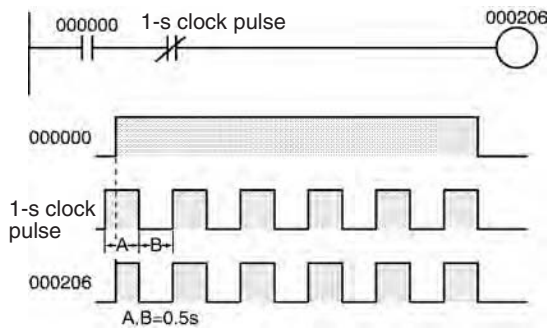 000000
1-s clock pulse
000206
000000
1-s clock
pulse
A
B
000206
A,B=0.5s